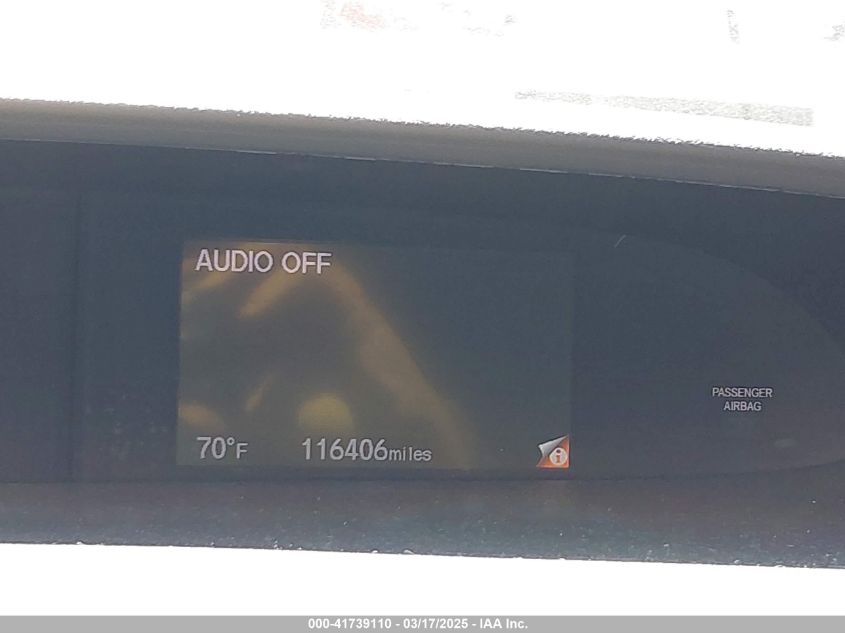 AUDIO OFF
PASSENGER
AIRBAG
70°F 116406miles
i
000-41739110 - 03/17/2025 - IAA Inc.